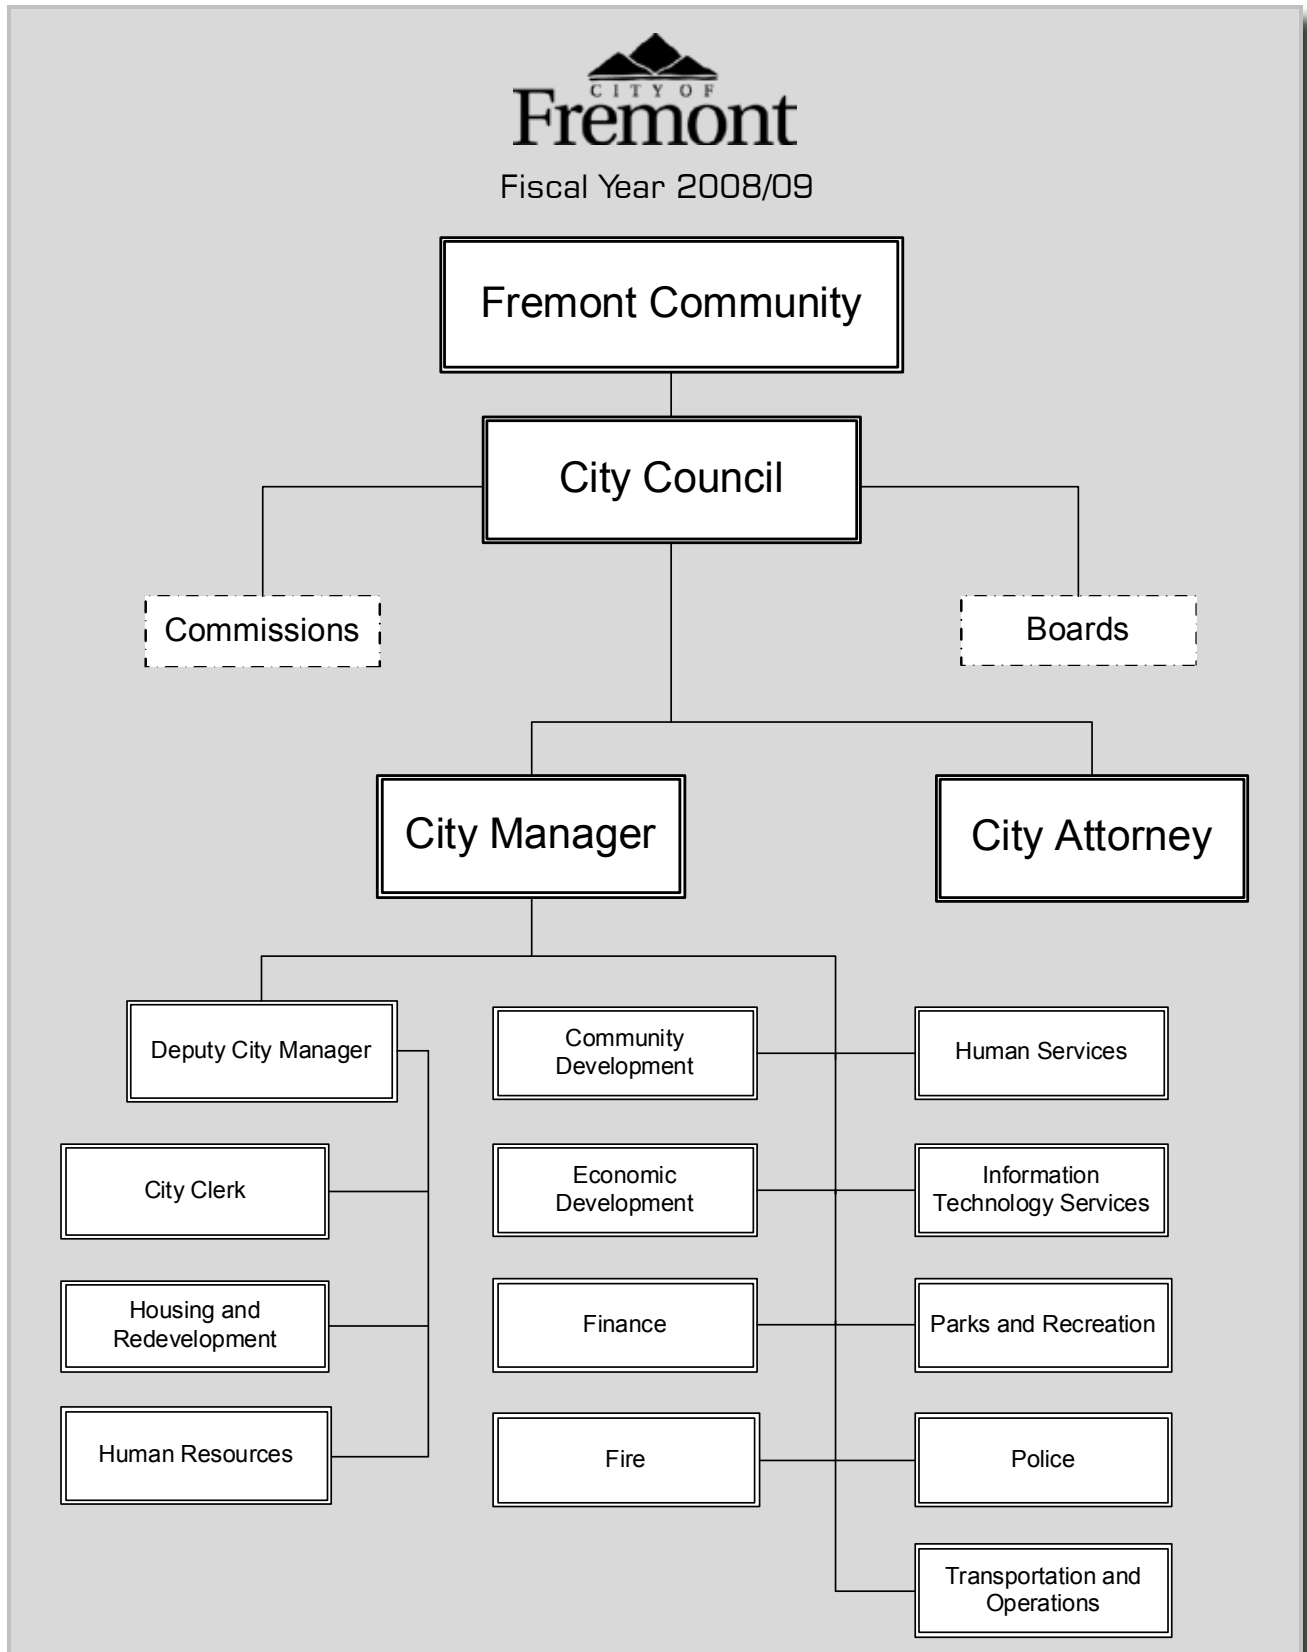 CITY OF
Fremont
Fiscal Year 2008/09
Fremont Community
City Council
Commissions
Boards
City Manager
City Attorney
Deputy City Manager
City Clerk
Housing and
Redevelopment
Human Resources
Community
Development
Economic
Development
Finance
Fire
Human Services
Information
Technology Services
Parks and Recreation
Police
Transportation and
Operations